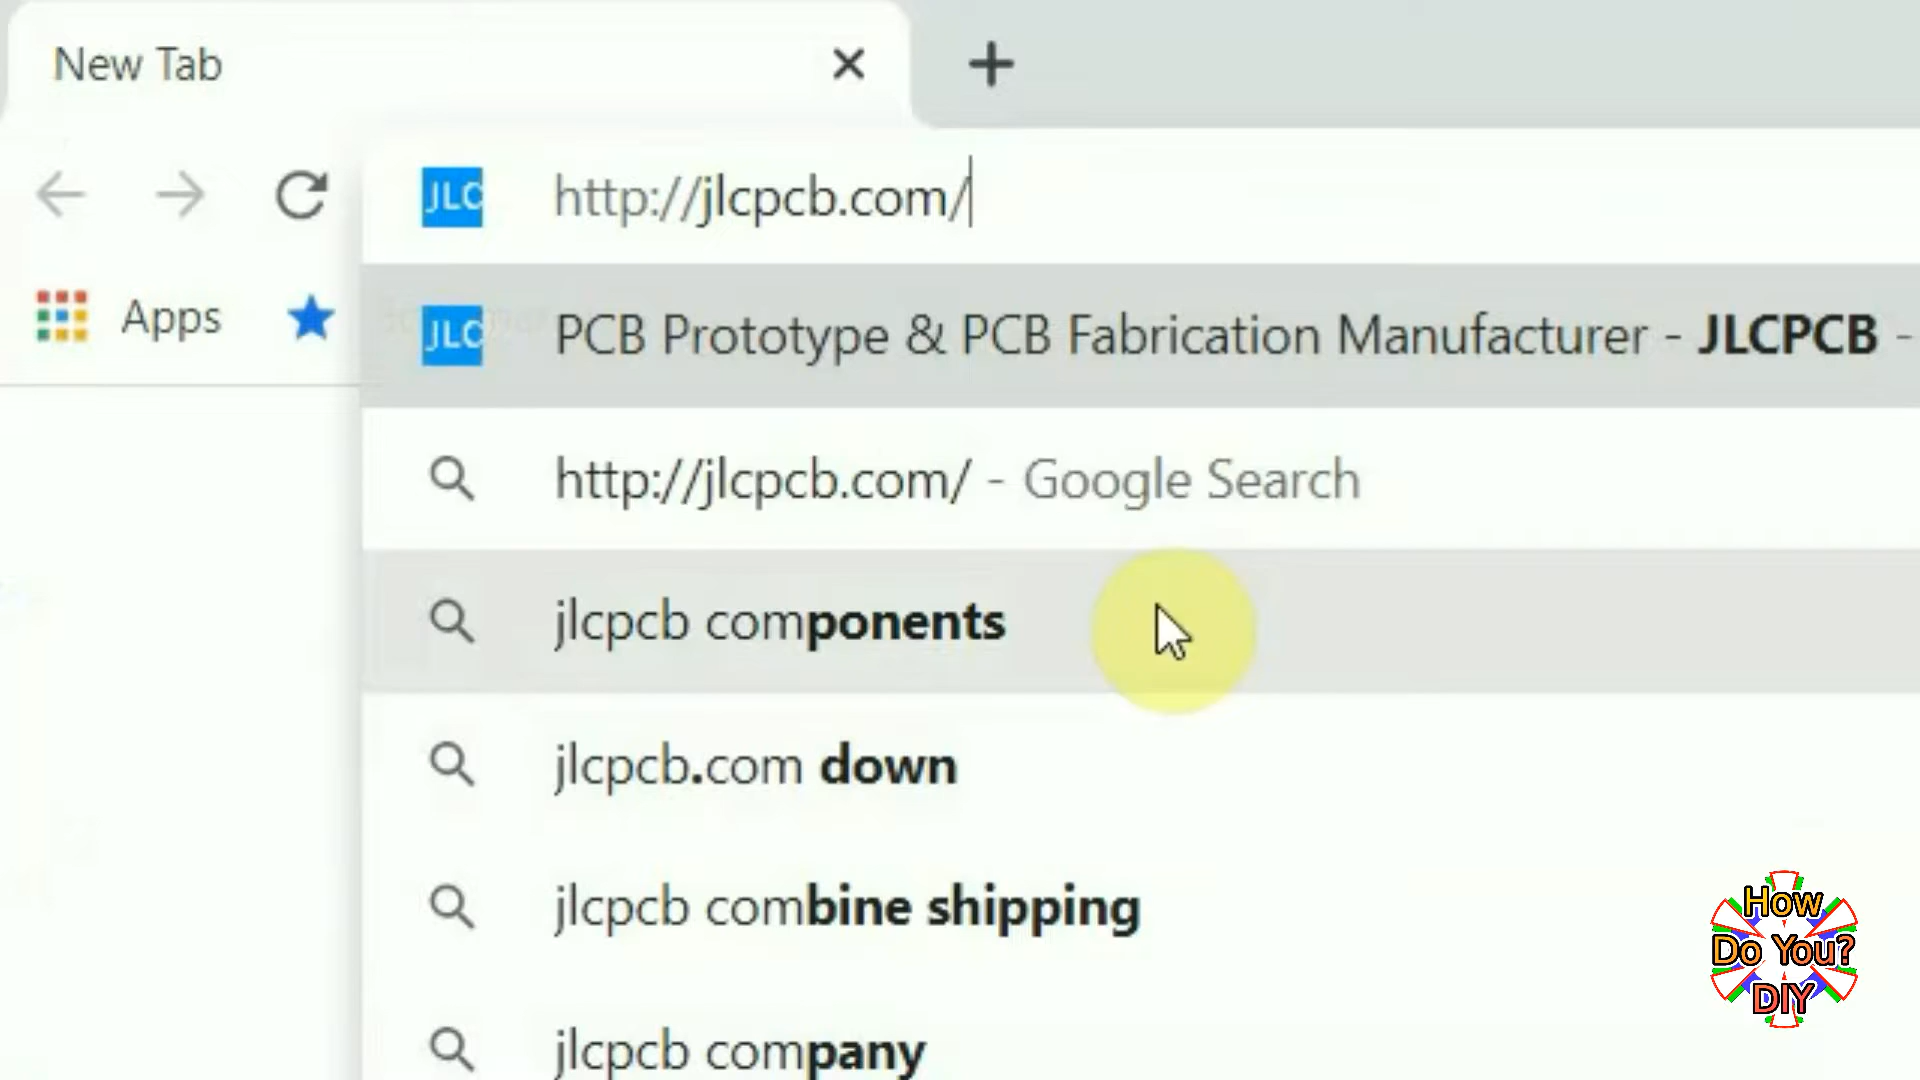 New Tab
JLC http://jlcpcb.com/
Apps
JLC PCB Prototype & PCB Fabrication Manufacturer - JLCPCB -
http://jlcpcb.com/ - Google Search
jlcpcb components
jlcpcb.com down
jlcpcb combine shipping
jlcpcb company
How
Do You?
DIY